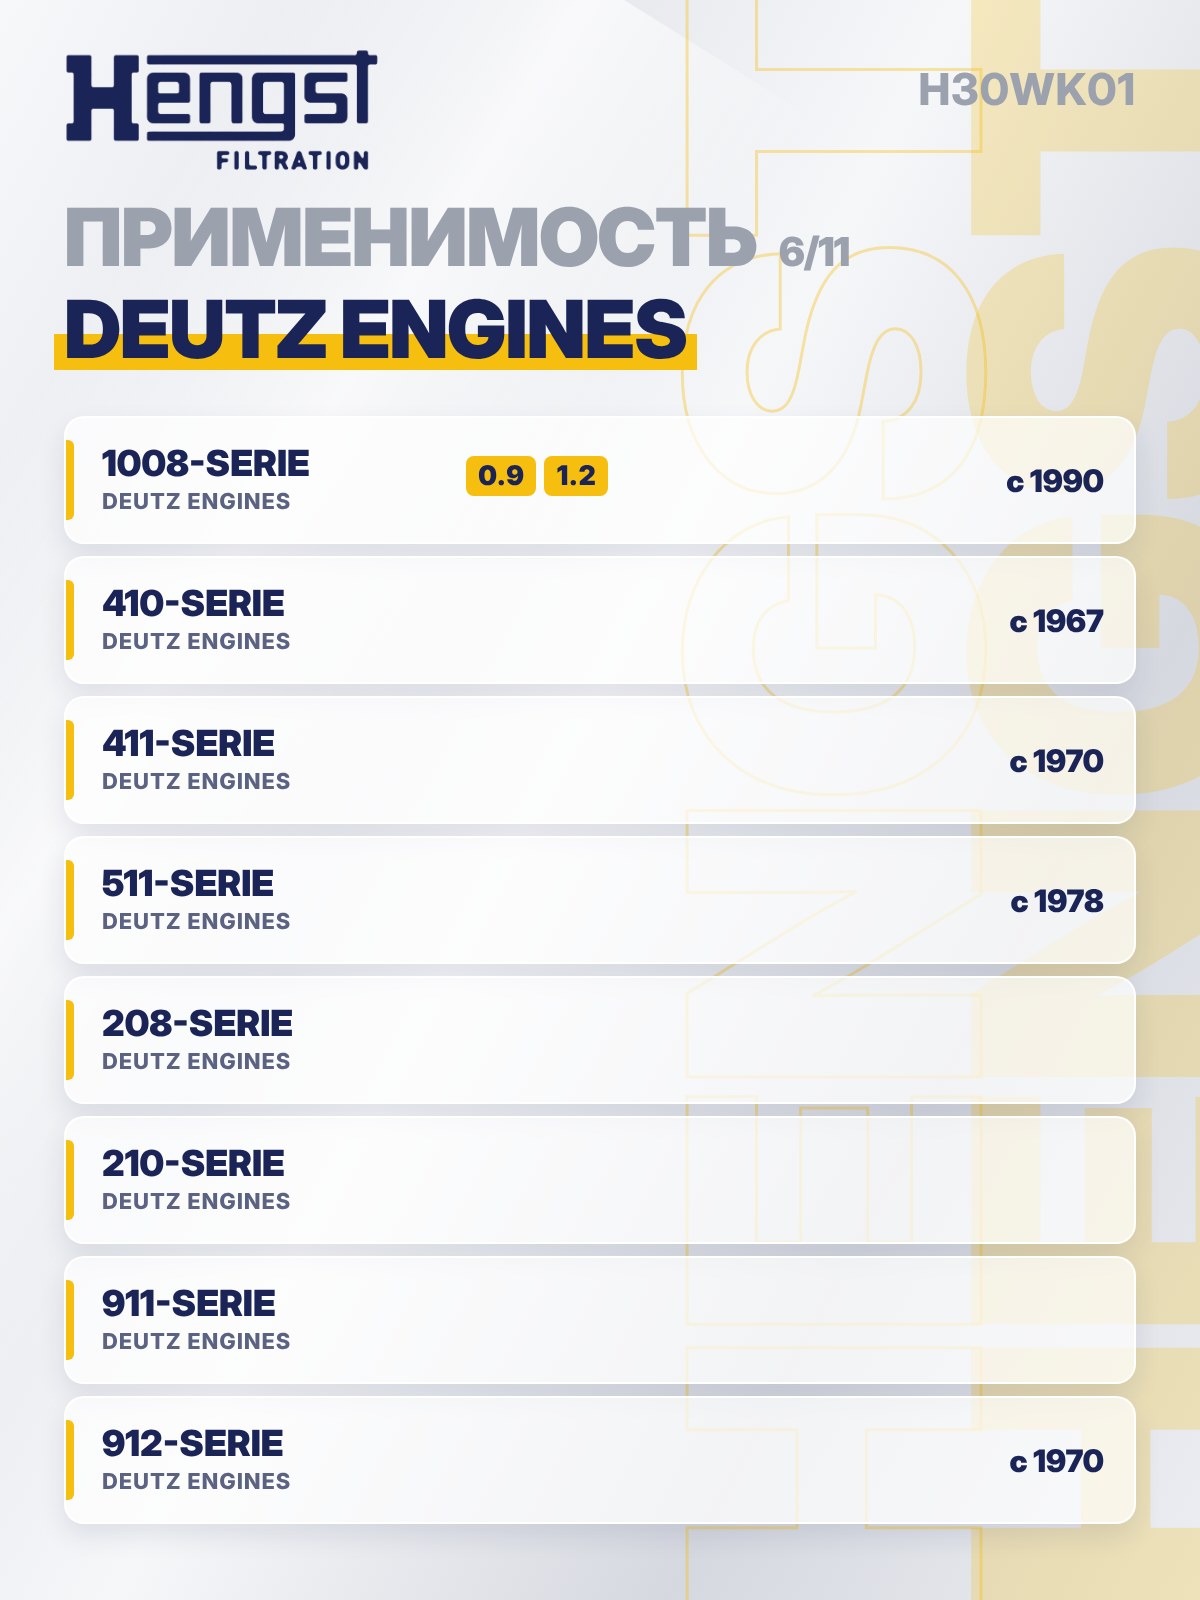 Hengst
FILTRATION
H30WK01
ПРИМЕНИМОСТЬ 6/11
DEUTZ ENGINES
1008-SERIE
DEUTZ ENGINES
0.9 1.2
с 1990
410-SERIE
DEUTZ ENGINES
с 1967
411-SERIE
DEUTZ ENGINES
с 1970
511-SERIE
DEUTZ ENGINES
с 1978
208-SERIE
DEUTZ ENGINES
210-SERIE
DEUTZ ENGINES
911-SERIE
DEUTZ ENGINES
912-SERIE
DEUTZ ENGINES
с 1970
HENGST
HENGST